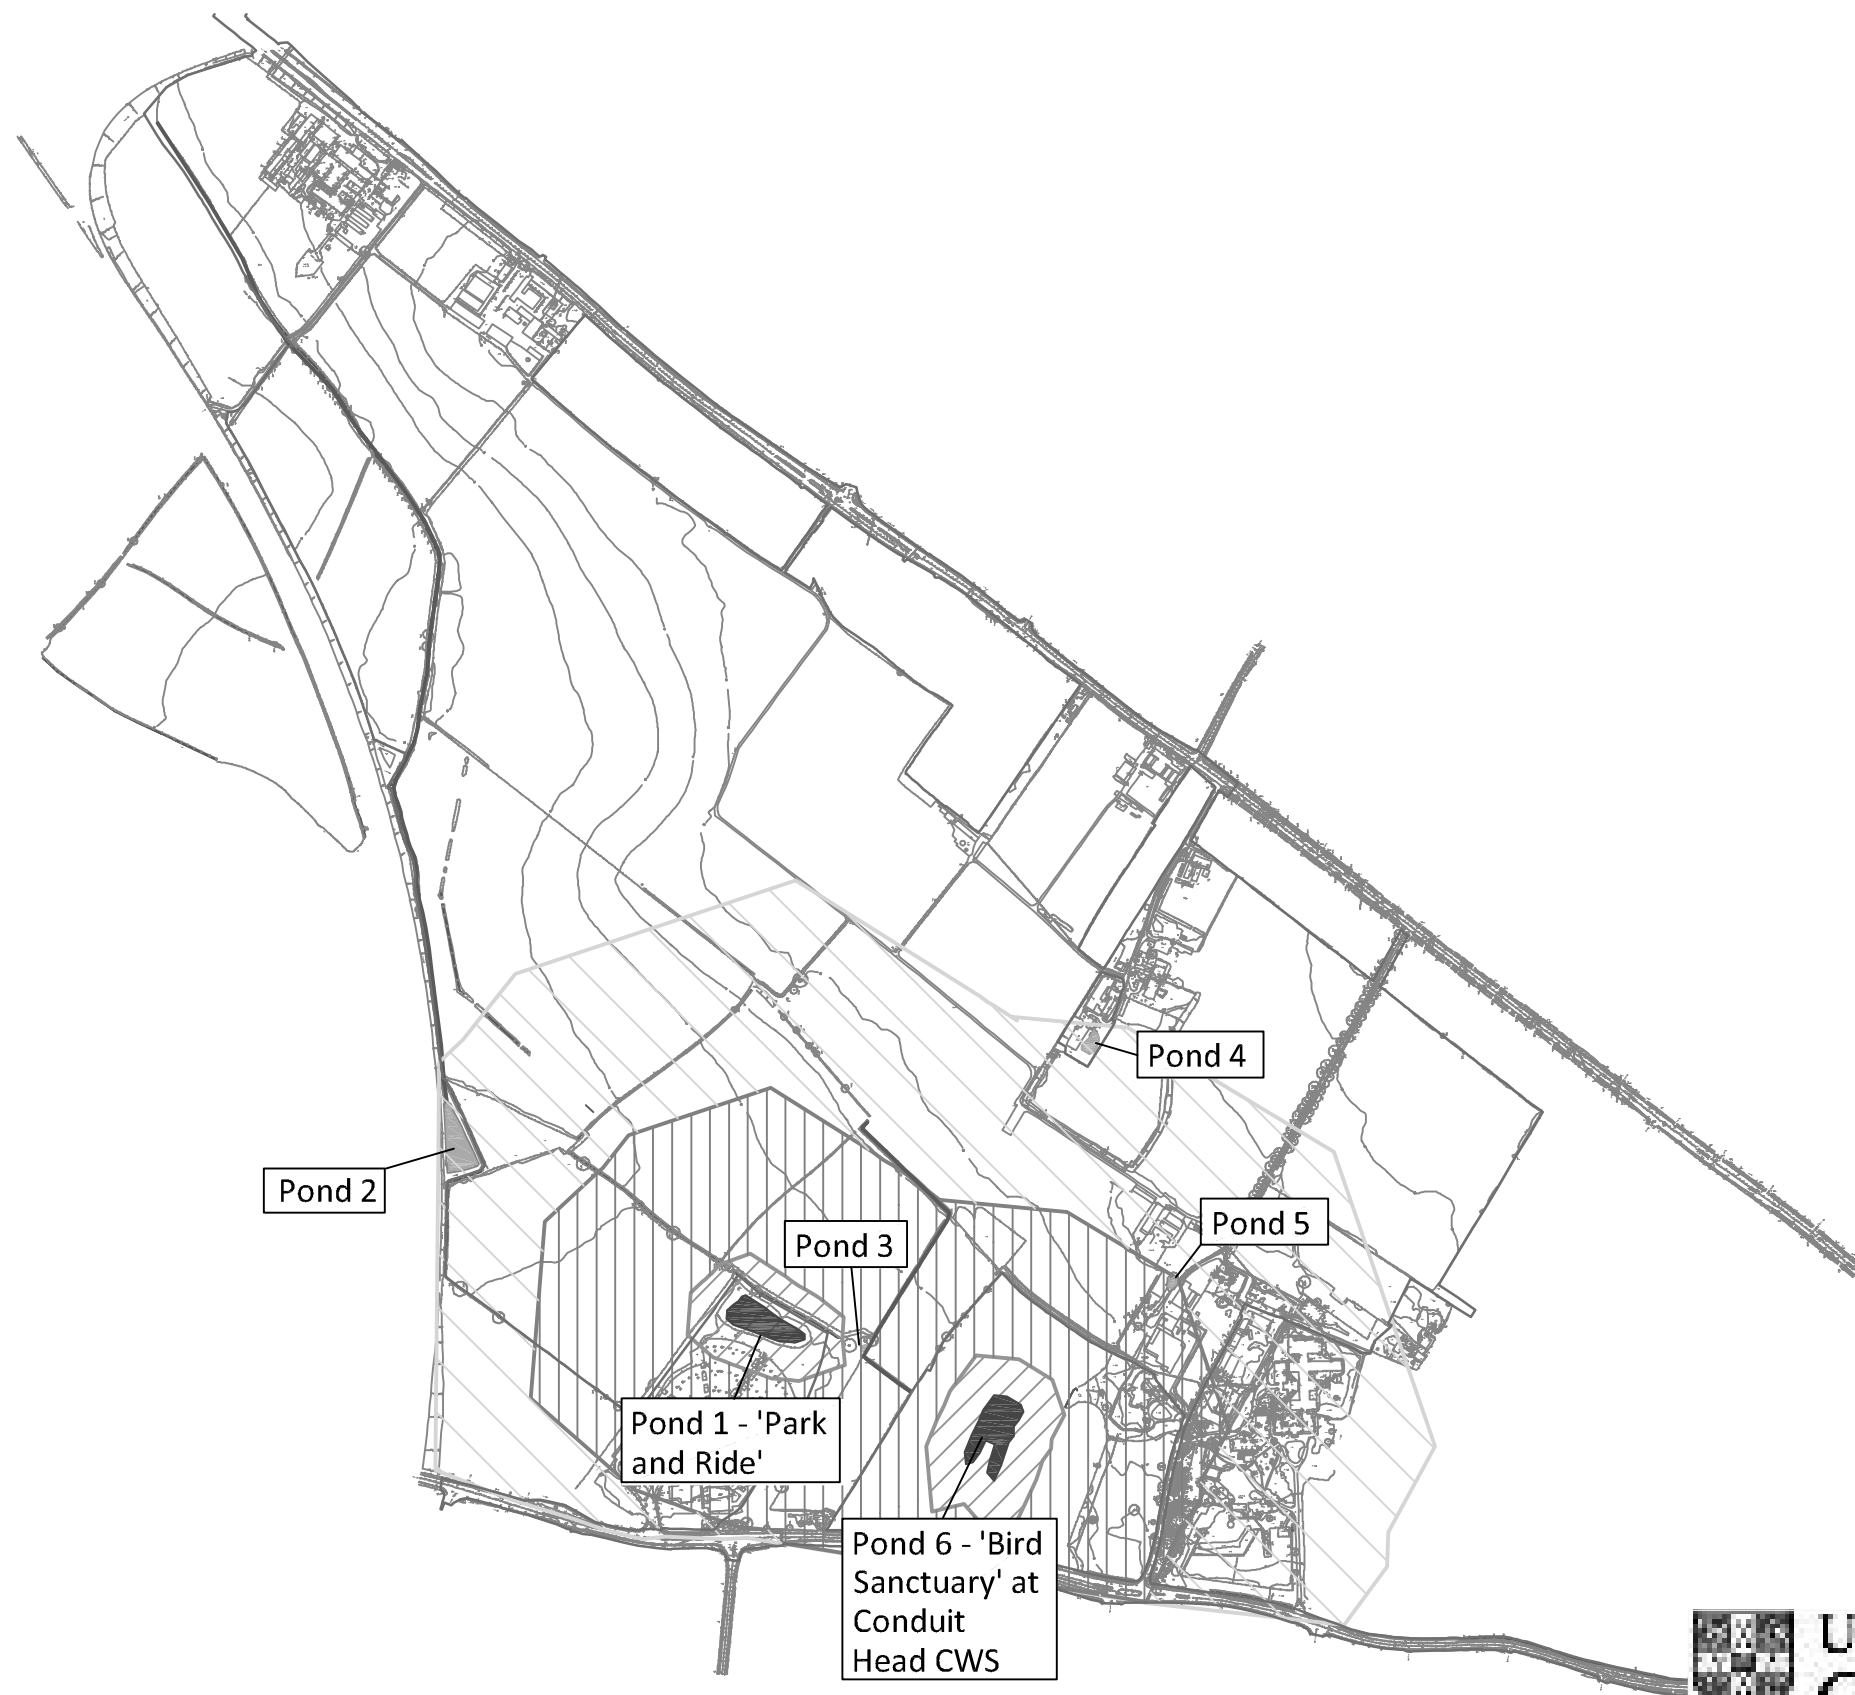 Pond 4
Pond 2
Pond 5
Pond 3
Pond 1 - 'Park
and Ride'
Pond 6 - 'Bird
Sanctuary' at
Conduit
Head CWS